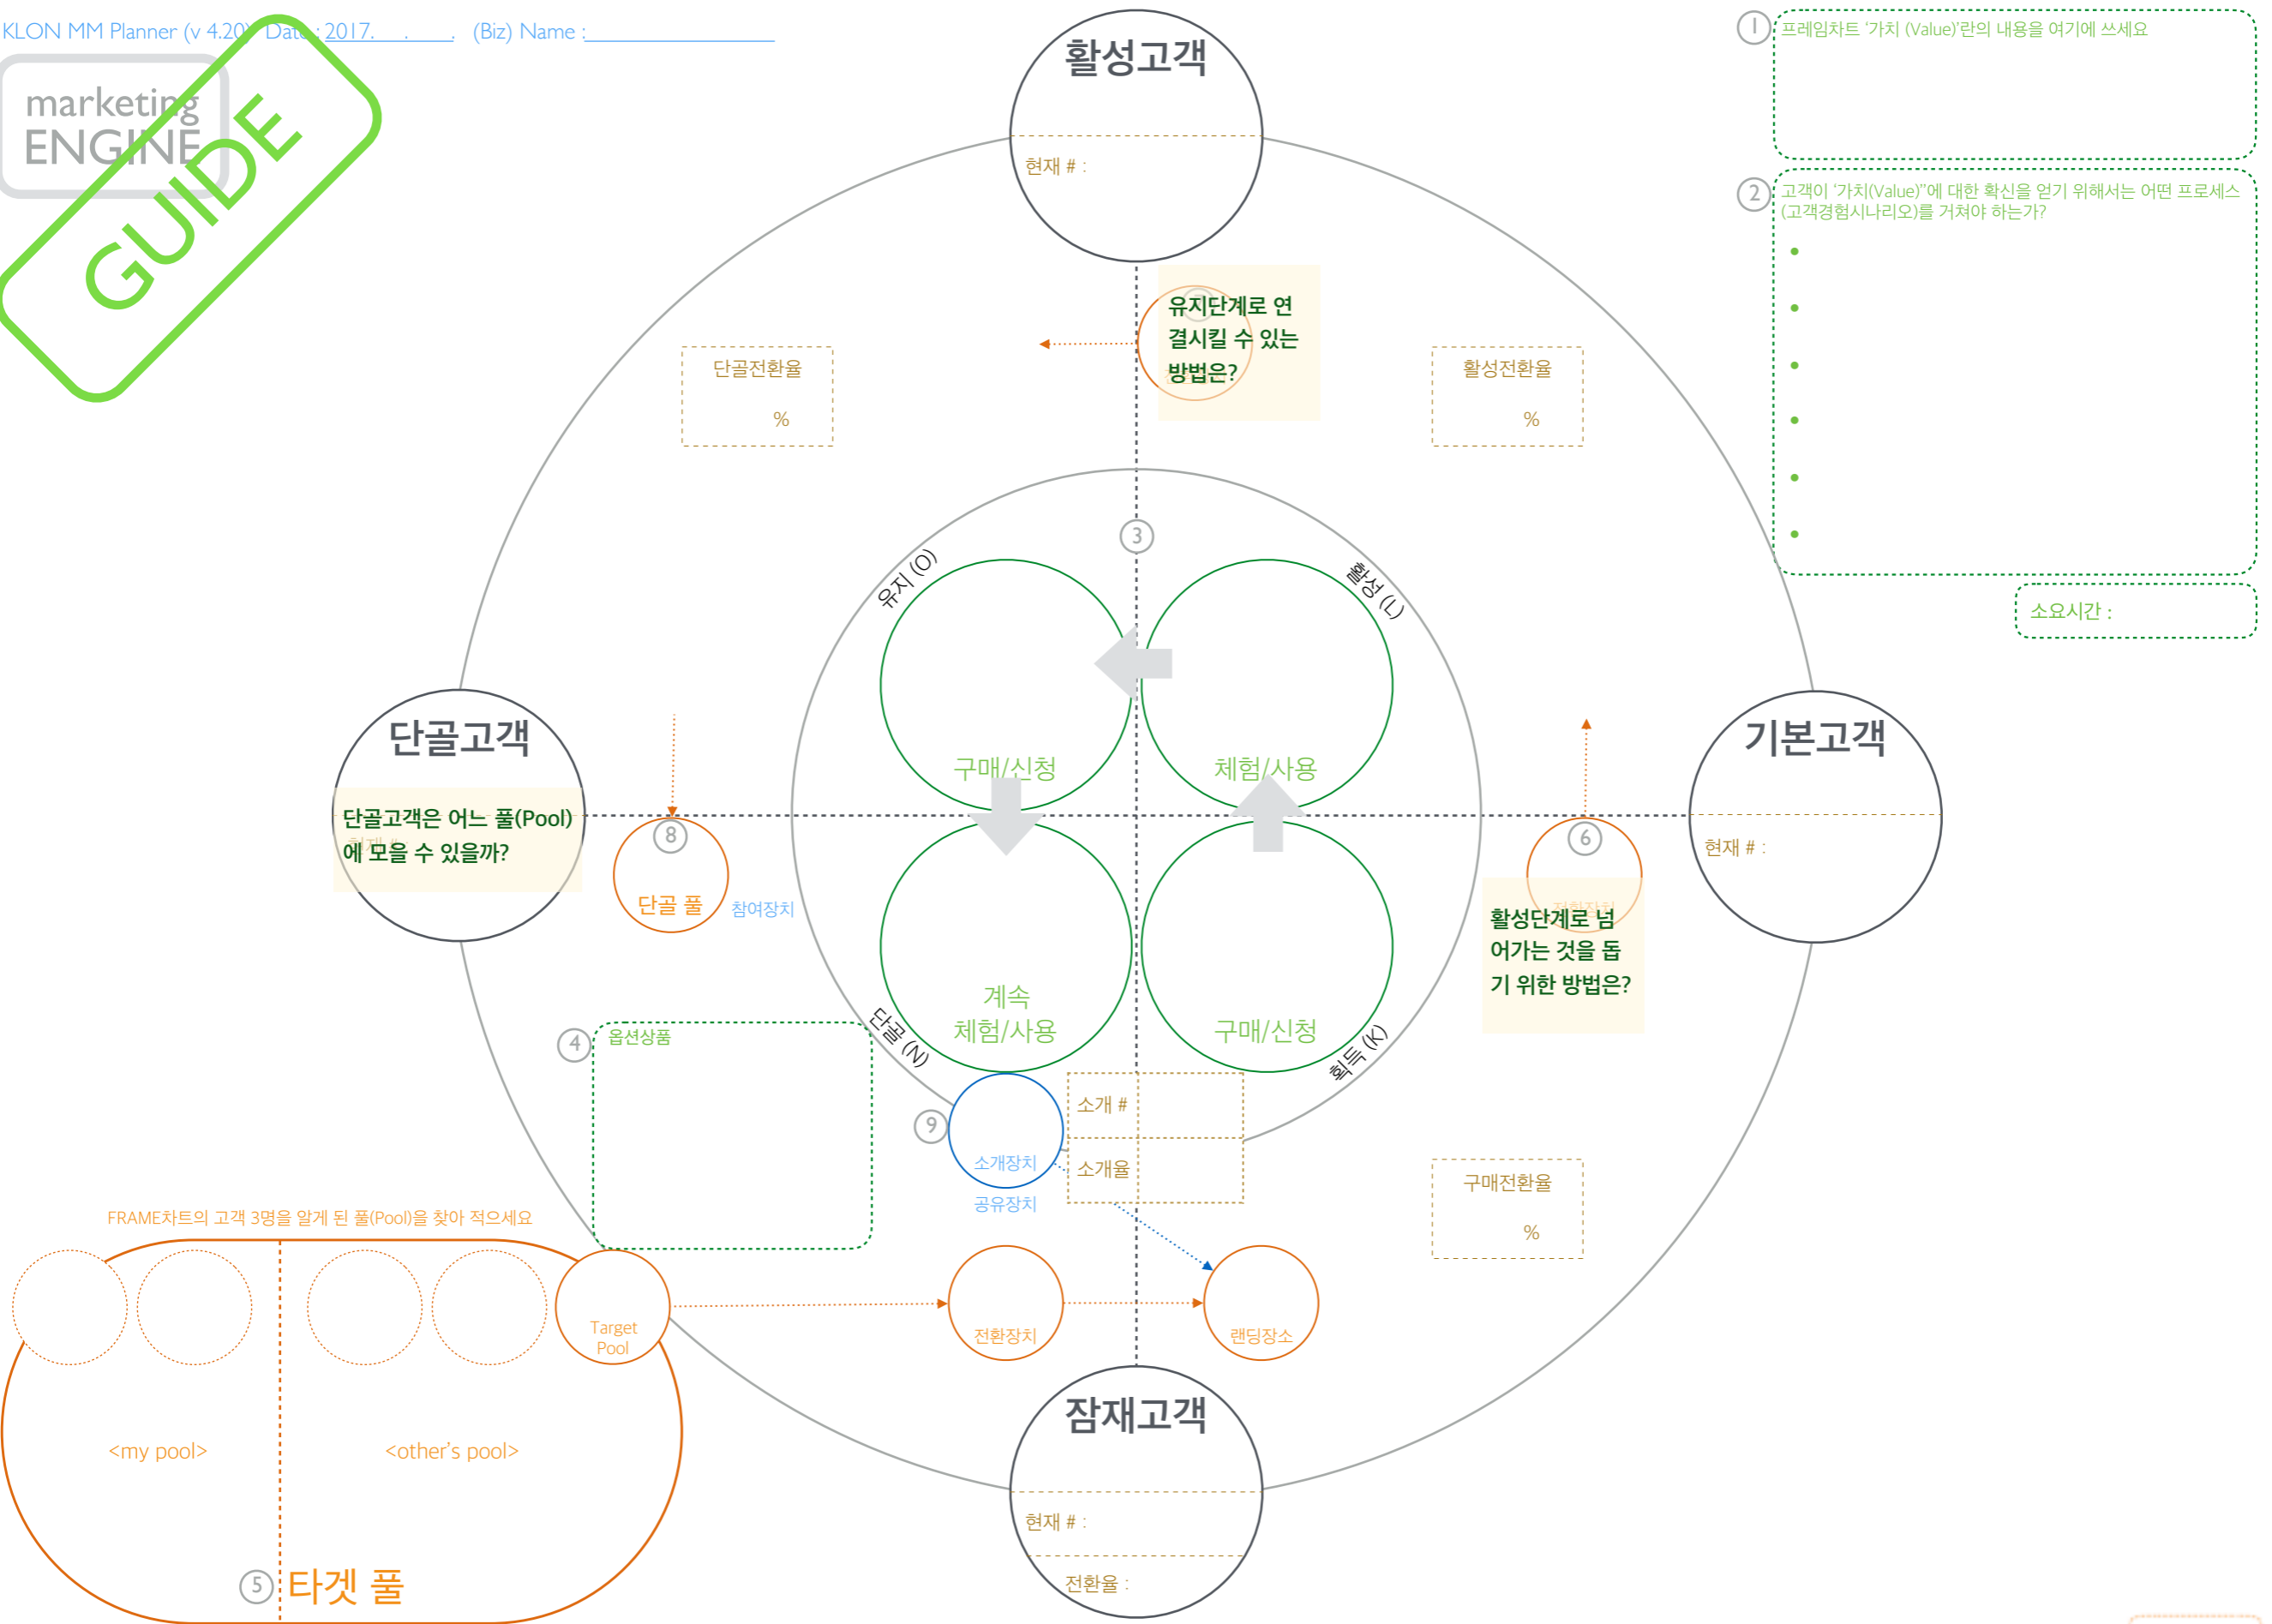 KLON MM Planner (v 4.20) Date : 2017. . . (Biz) Name :
marketing
ENGINE
GUIDE
활성고객
현재 # :
1
프레임차트 ‘가치 (Value)’란의 내용을 여기에 쓰세요
2
고객이 ‘가치(Value)”에 대한 확신을 얻기 위해서는 어떤 프로세스
(고객경험시나리오)를 거쳐야 하는가?
소요시간 :
유지단계로 연
결시킬 수 있는
방법은?
단골전환율
%
활성전환율
%
3
유지 (O)
활성 (L)
구매/신청
체험/사용
단골고객
단골고객은 어느 풀(Pool)
에 모을 수 있을까?
현재 # :
8
단골 풀
참여장치
기본고객
현재 # :
6
전환장치
활성단계로 넘
어가는 것을 돕
기 위한 방법은?
계속
체험/사용
구매/신청
단골 (N)
획득 (K)
4
옵션상품
9
소개장치
공유장치
소개 #
소개율
구매전환율
%
FRAME차트의 고객 3명을 알게 된 풀(Pool)을 찾아 적으세요
Target
Pool
전환장치
랜딩장소
<my pool>
<other’s pool>
5
타겟 풀
잠재고객
현재 # :
전환율 :